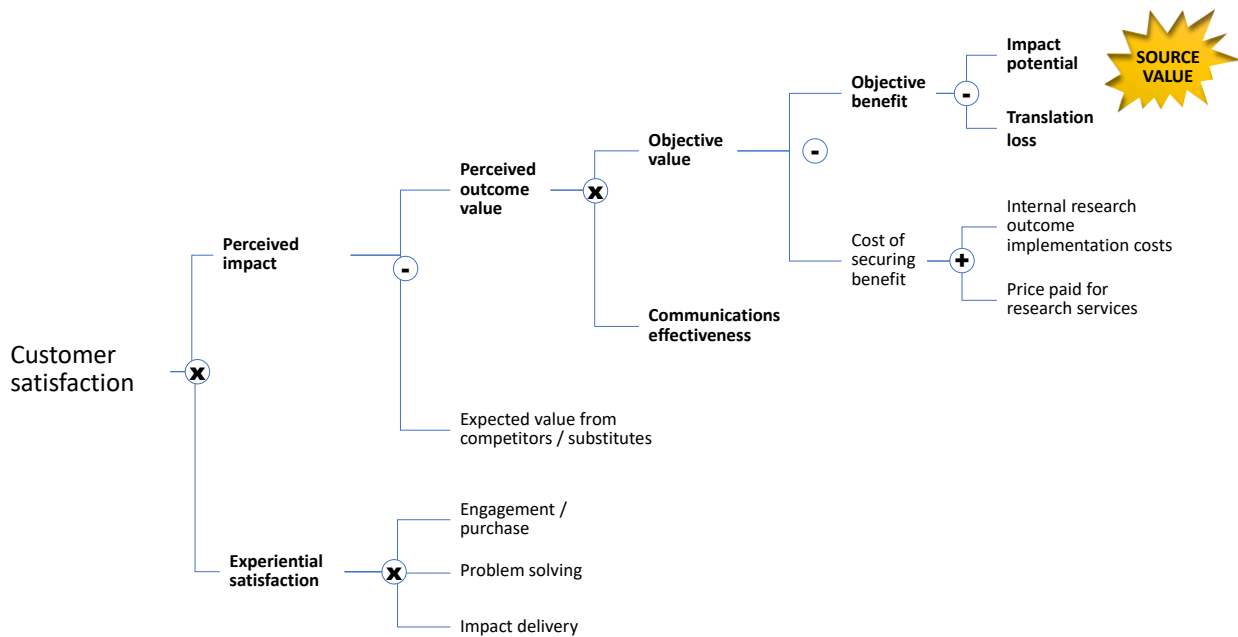 Impact
potential
SOURCE
VALUE
Objective
benefit
-
Translation
loss
Objective
value
-
Perceived
outcome
value
x
Internal research
outcome
implementation costs
Cost of
securing
benefit
+
Price paid for
research services
Perceived
impact
-
Communications
effectiveness
Customer
satisfaction
x
Expected value from
competitors / substitutes
Engagement /
purchase
Experiential
satisfaction
x
Problem solving
Impact delivery